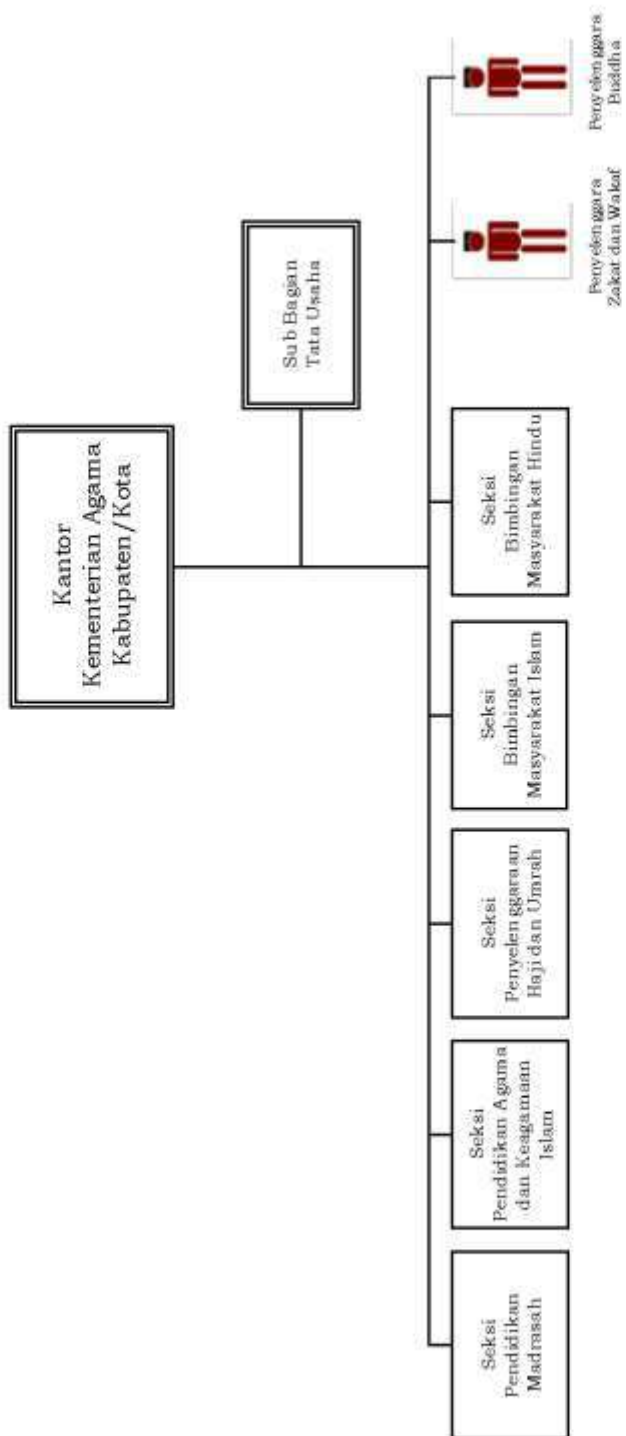 Kantor
Kementerian Agama
Kabupaten/Kota
Sub Bagian
Tata Usaha
Seksi
Pendidikan
Madrasah
Seksi
Pendidikan Agama
dan Keagamaan
Islam
Seksi
Penyelenggaraan
Haji dan Umrah
Seksi
Bimbingan
Masyarakat Islam
Seksi
Bimbingan
Masyarakat Hindu
Penyelenggara
Zakat dan Wakaf
Penyelenggara
Buddha